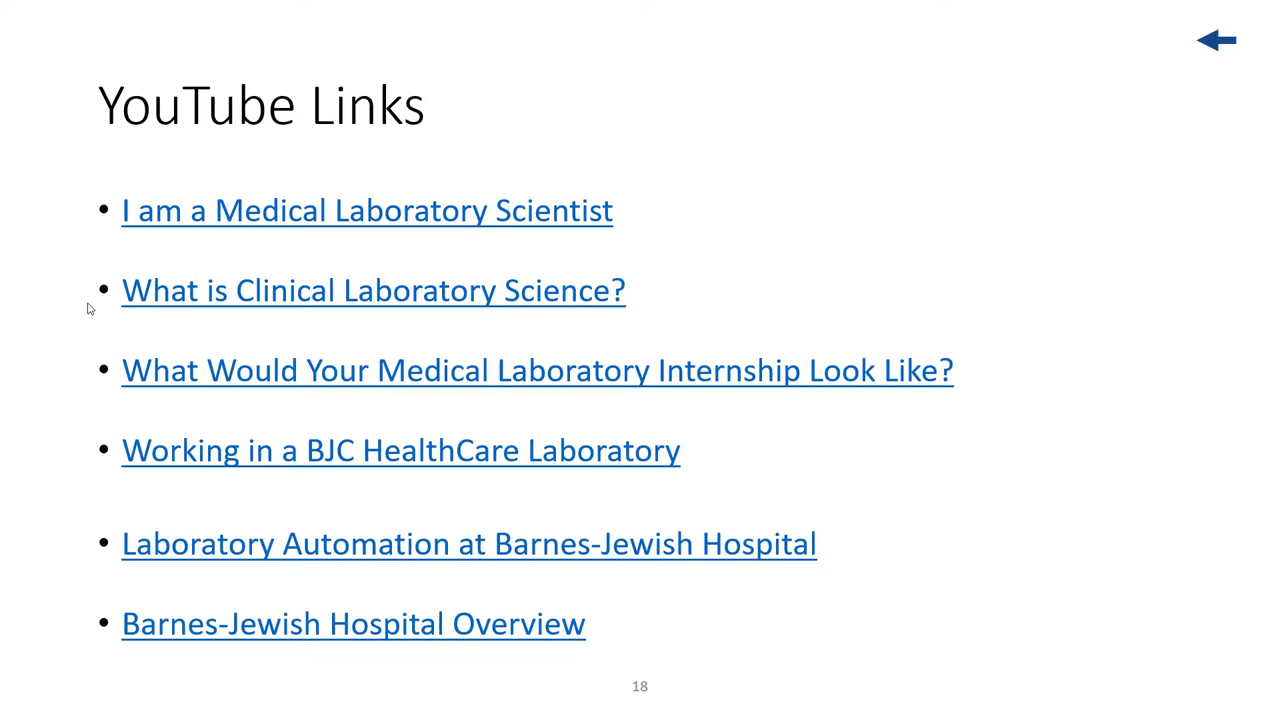 YouTube Links
• I am a Medical Laboratory Scientist
• What is Clinical Laboratory Science?
• What Would Your Medical Laboratory Internship Look Like?
• Working in a BJC HealthCare Laboratory
• Laboratory Automation at Barnes-Jewish Hospital
• Barnes-Jewish Hospital Overview
18